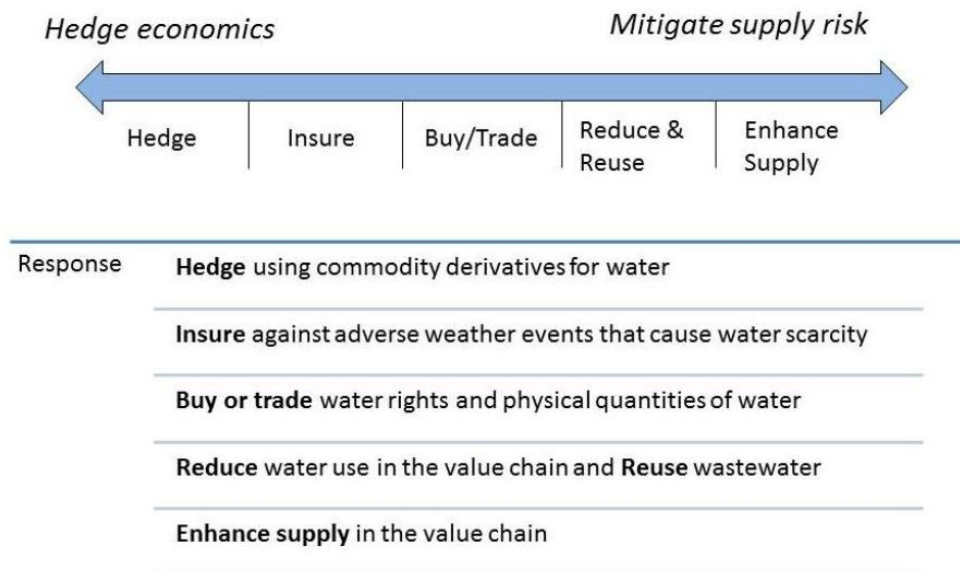 Hedge economics
Mitigate supply risk
Hedge
Insure
Buy/Trade
Reduce &
Reuse
Enhance
Supply
Response
Hedge using commodity derivatives for water
Insure against adverse weather events that cause water scarcity
Buy or trade water rights and physical quantities of water
Reduce water use in the value chain and Reuse wastewater
Enhance supply in the value chain